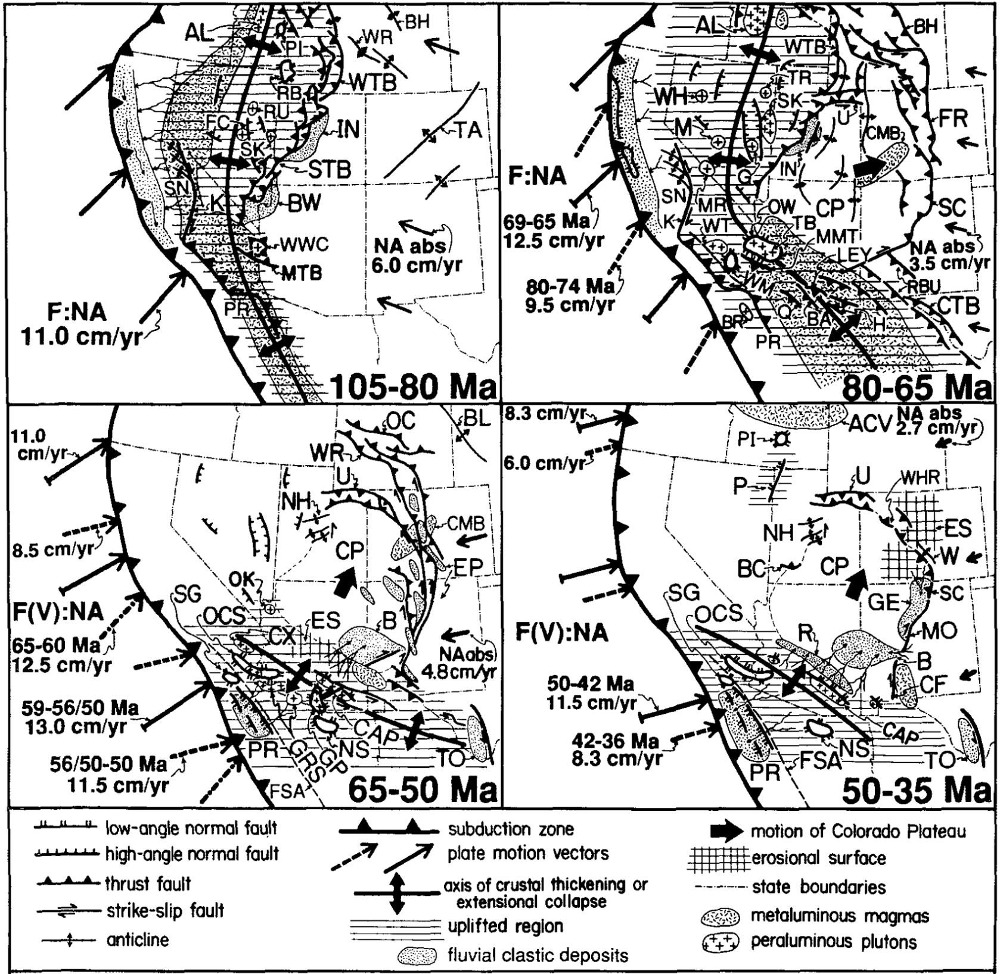 AL
PI
WR
BH
WTB
RB
RU
FC
SK
IN
TA
STB
SN
K
BW
WWC
MTB
NA abs
6.0 cm/yr
PR
F:NA
11.0 cm/yr
105-80 Ma
AL
BH
WTB
TR
WH
SK
U
M
CMB
FR
F:NA
G
IN
SN
MR
OW
CP
SC
K
WT
TB
MMT
69-65 Ma
12.5 cm/yr
LEY
NA abs
3.5 cm/yr
80-74 Ma
9.5 cm/yr
WM
RBU
CTB
BR
Q
BA
H
PR
80-65 Ma
11.0
cm/yr
OC
BL
WR
U
NH
CMB
8.5 cm/yr
CP
EP
OK
SG
F(V):NA
OCS
CX
ES
B
65-60 Ma
12.5 cm/yr
NA abs
4.8 cm/yr
59-56/50 Ma
13.0 cm/yr
PR
GRS
GP
NS
CAP
TO
56/50-50 Ma
11.5 cm/yr
FSA
65-50 Ma
8.3 cm/yr
ACV
NA abs
2.7 cm/yr
PI
6.0 cm/yr
P
U
WHR
NH
ES
BC
CP
W
SG
GE
SC
OCS
F(V):NA
R
MO
B
CF
50-42 Ma
11.5 cm/yr
42-36 Ma
8.3 cm/yr
CAP
NS
FSA
PR
TO
50-35 Ma
low-angle normal fault
high-angle normal fault
thrust fault
strike-slip fault
anticline
subduction zone
plate motion vectors
axis of crustal thickening or
extensional collapse
uplifted region
fluvial clastic deposits
motion of Colorado Plateau
erosional surface
state boundaries
metaluminous magmas
peraluminous plutons